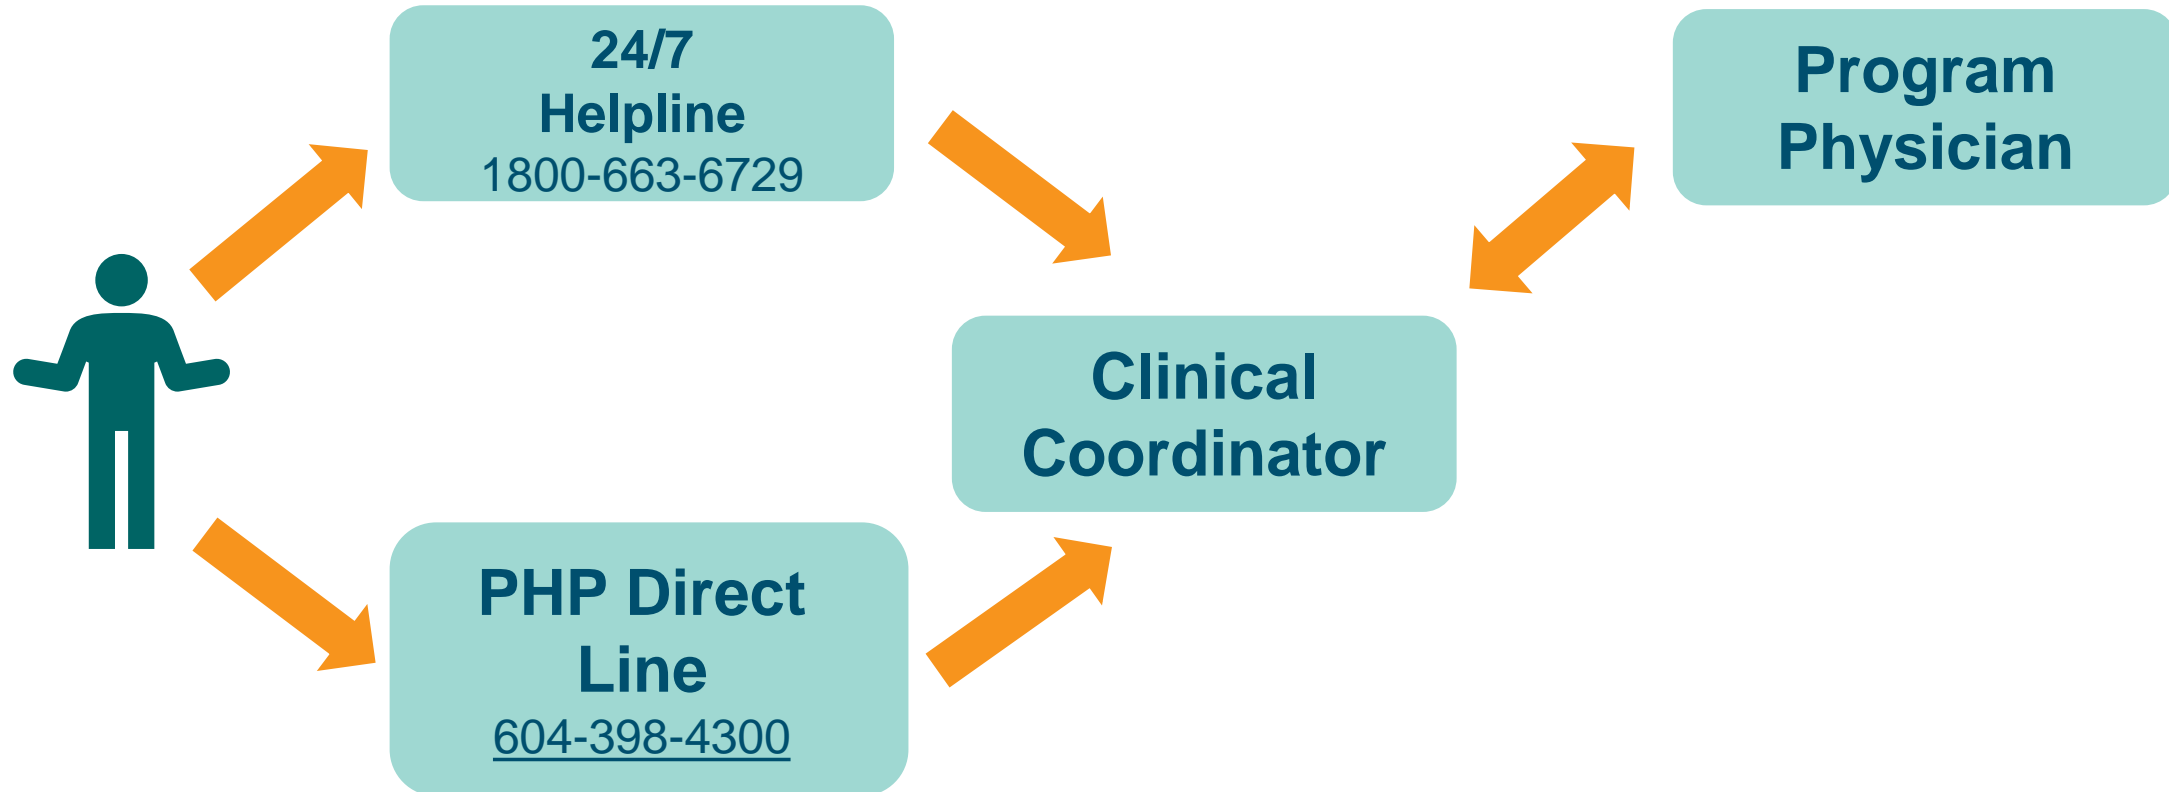 24/7
Helpline
1800-663-6729
Program
Physician
Clinical
Coordinator
PHP Direct
Line
604-398-4300